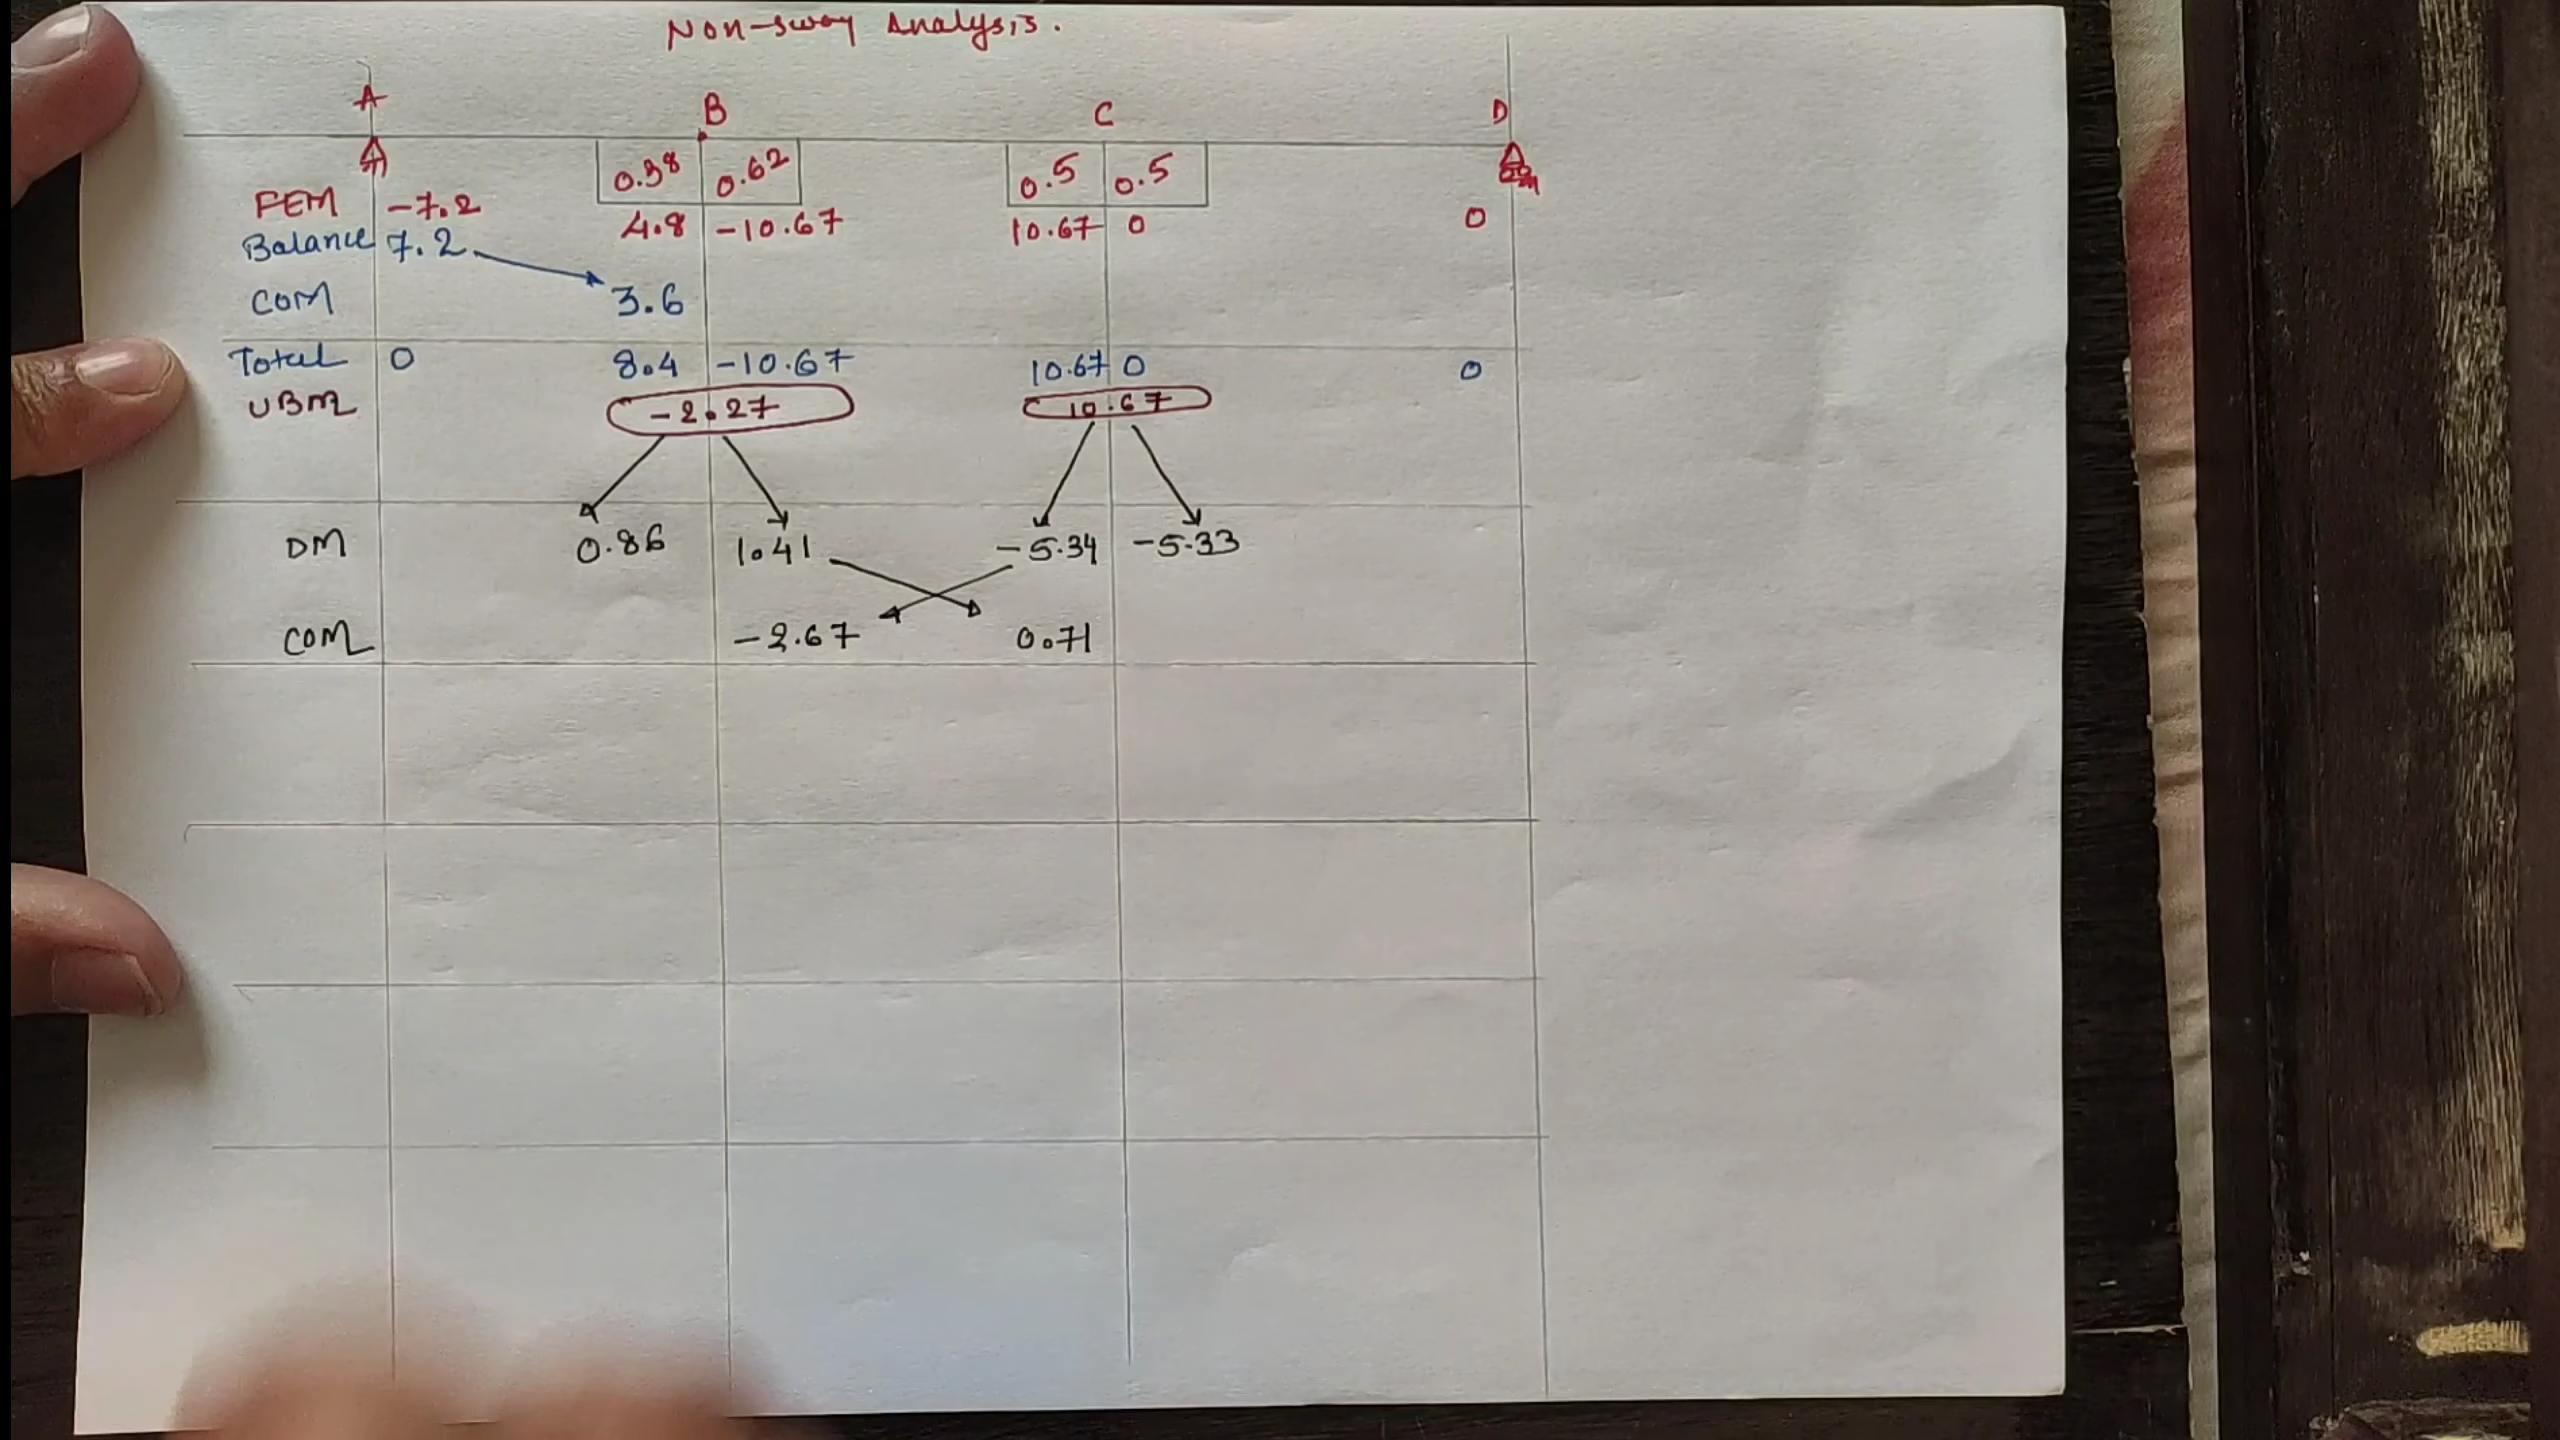 Non-sway Analysis.
A B C D
0.38 0.62 0.5 0.5
FEM -7.2 4.8 -10.67 10.67 0 0
Balance 7.2
COM 3.6
Total 0 8.4 -10.67 10.67 0 0
UBM -2.27 10.67
DM 0.86 1.41 -5.34 -5.33
COM -2.67 0.71